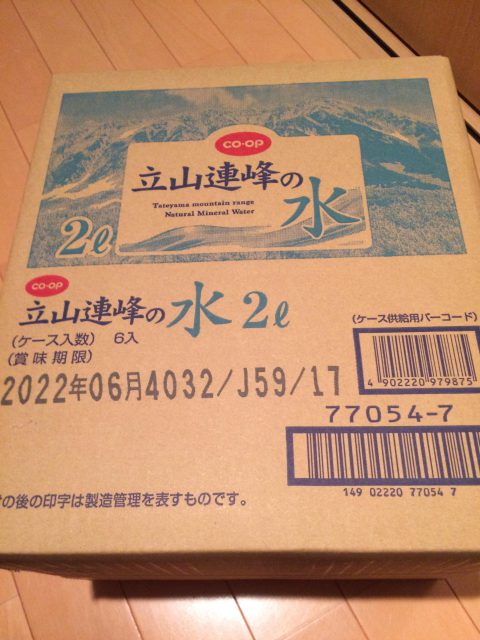 CO·OP
立山連峰の
水
Tateyama mountain range
Natural Mineral Water
2ℓ
CO·OP
立山連峰の水 2ℓ
(ケース入数) 6入
(賞味期限)
2022年06月4032/J59/17
(ケース供給用バーコード)
4 902220 979875
77054-7
149 02220 77054 7
の後の印字は製造管理を表すものです。